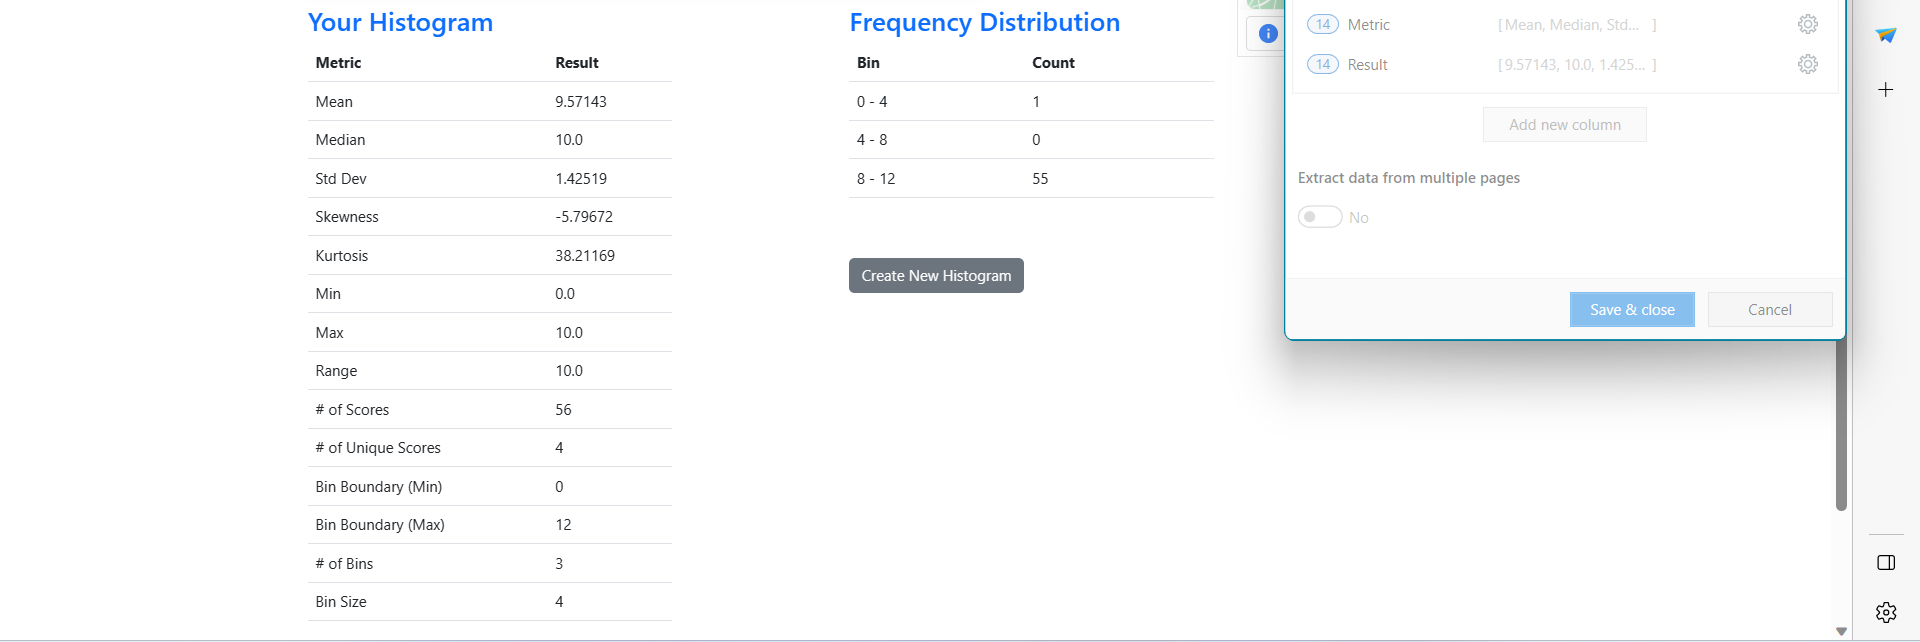 Your Histogram
Metric Result
Mean 9.57143
Median 10.0
Std Dev 1.42519
Skewness -5.79672
Kurtosis 38.21169
Min 0.0
Max 10.0
Range 10.0
# of Scores 56
# of Unique Scores 4
Bin Boundary (Min) 0
Bin Boundary (Max) 12
# of Bins 3
Bin Size 4
Frequency Distribution
Bin Count
0 - 4 1
4 - 8 0
8 - 12 55
Create New Histogram
14 Metric [ Mean, Median, Std... ]
14 Result [ 9.57143, 10.0, 1.425... ]
Add new column
Extract data from multiple pages
No
Save & close Cancel